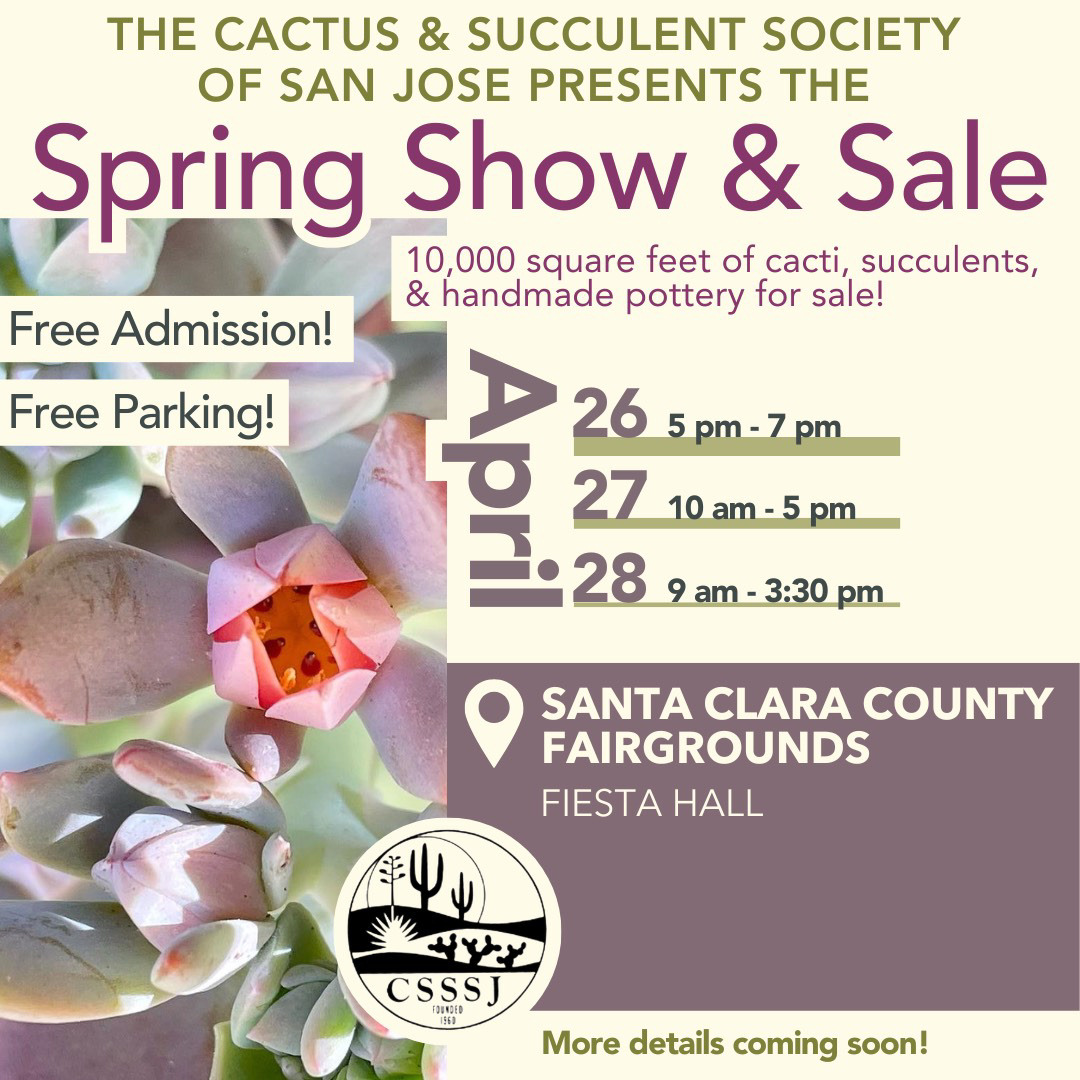 THE CACTUS & SUCCULENT SOCIETY
OF SAN JOSE PRESENTS THE
Spring Show & Sale
10,000 square feet of cacti, succulents,
& handmade pottery for sale!
Free Admission!
Free Parking!
April
26 5 pm - 7 pm
27 10 am - 5 pm
28 9 am - 3:30 pm
SANTA CLARA COUNTY
FAIRGROUNDS
FIESTA HALL
CSSSJ
FOUNDED
1960
More details coming soon!